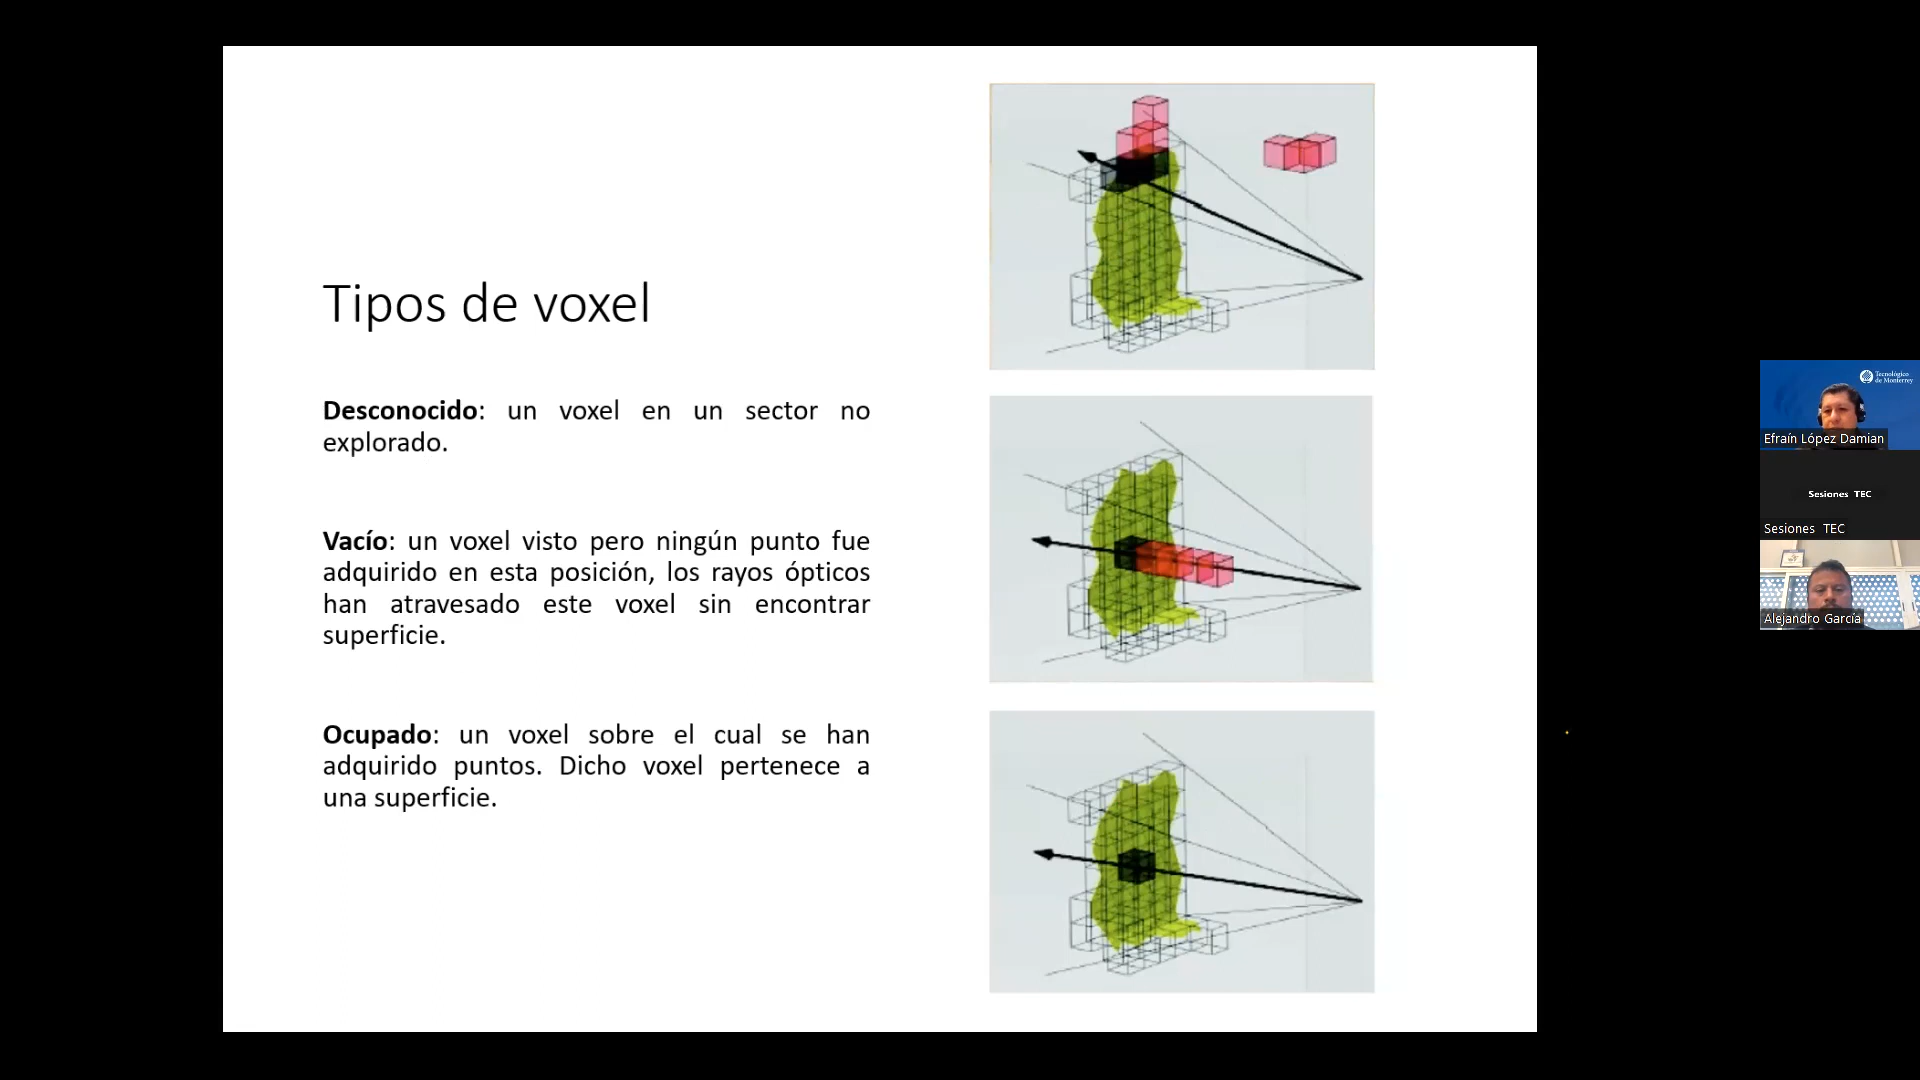 Tipos de voxel
Desconocido: un voxel en un sector no
explorado.
Vacío: un voxel visto pero ningún punto fue
adquirido en esta posición, los rayos ópticos
han atravesado este voxel sin encontrar
superficie.
Ocupado: un voxel sobre el cual se han
adquirido puntos. Dicho voxel pertenece a
una superficie.
Tecnológico
de Monterrey
Efraín López Damian
Sesiones TEC
Sesiones TEC
Alejandro García